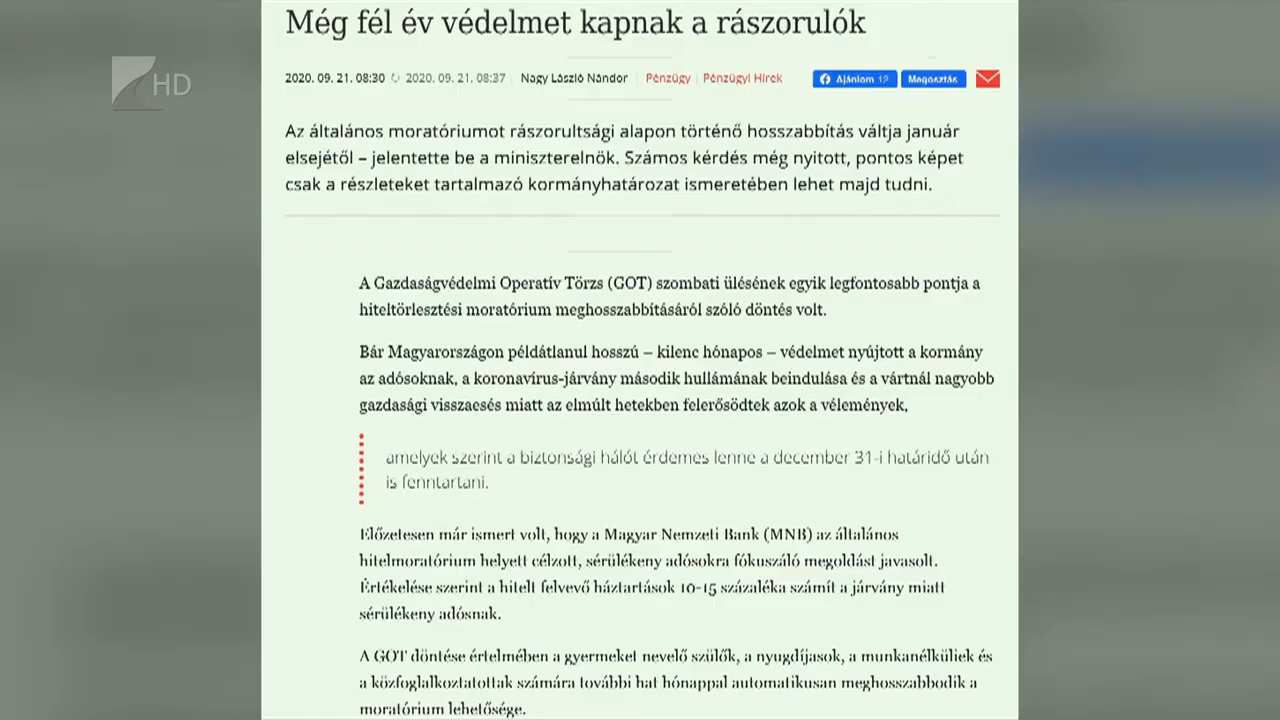 Még fél év védelmet kapnak a rászorulók
2020. 09. 21. 08:30 2020. 09. 21. 08:37 Nagy László Nándor Pénzügy Pénzügyi Hírek Ajánlom 12 Megosztás
HD
Az általános moratóriumot rászorultsági alapon történő hosszabbítás váltja január
elsejétől – jelentette be a miniszterelnök. Számos kérdés még nyitott, pontos képet
csak a részleteket tartalmazó kormányhatározat ismeretében lehet majd tudni.
A Gazdaságvédelmi Operatív Törzs (GOT) szombati ülésének egyik legfontosabb pontja a
hiteltörlesztési moratórium meghosszabbításáról szóló döntés volt.
Bár Magyarországon példátlanul hosszú – kilenc hónapos – védelmet nyújtott a kormány
az adósoknak, a koronavírus-járvány második hullámának beindulása és a vártnál nagyobb
gazdasági visszaesés miatt az elmúlt hetekben felerősödtek azok a vélemények,
amelyek szerint a biztonsági hálót érdemes lenne a december 31-i határidő után
is fenntartani.
Előzetesen már ismert volt, hogy a Magyar Nemzeti Bank (MNB) az általános
hitelmoratórium helyett célzott, sérülékeny adósokra fókuszáló megoldást javasolt.
Értékelése szerint a hitelt felvevő háztartások 10-15 százaléka számít a járvány miatt
sérülékeny adósnak.
A GOT döntése értelmében a gyermeket nevelő szülők, a nyugdíjasok, a munkanélküliek és
a közfoglalkoztatottak számára további hat hónappal automatikusan meghosszabbodik a
moratórium lehetősége.